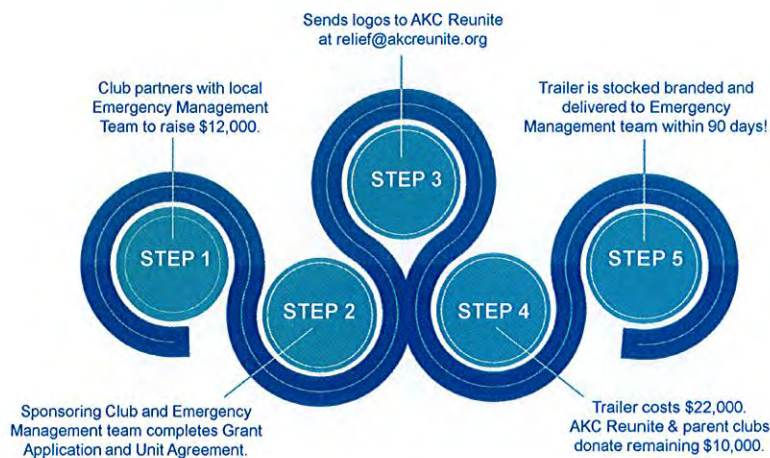 Sends logos to AKC Reunite
at relief@akcreunite.org
Club partners with local
Emergency Management
Team to raise $12,000.
Trailer is stocked branded and
delivered to Emergency
Management team within 90 days!
STEP 1
STEP 2
STEP 3
STEP 4
STEP 5
Sponsoring Club and Emergency
Management team completes Grant
Application and Unit Agreement.
Trailer costs $22,000.
AKC Reunite & parent clubs
donate remaining $10,000.